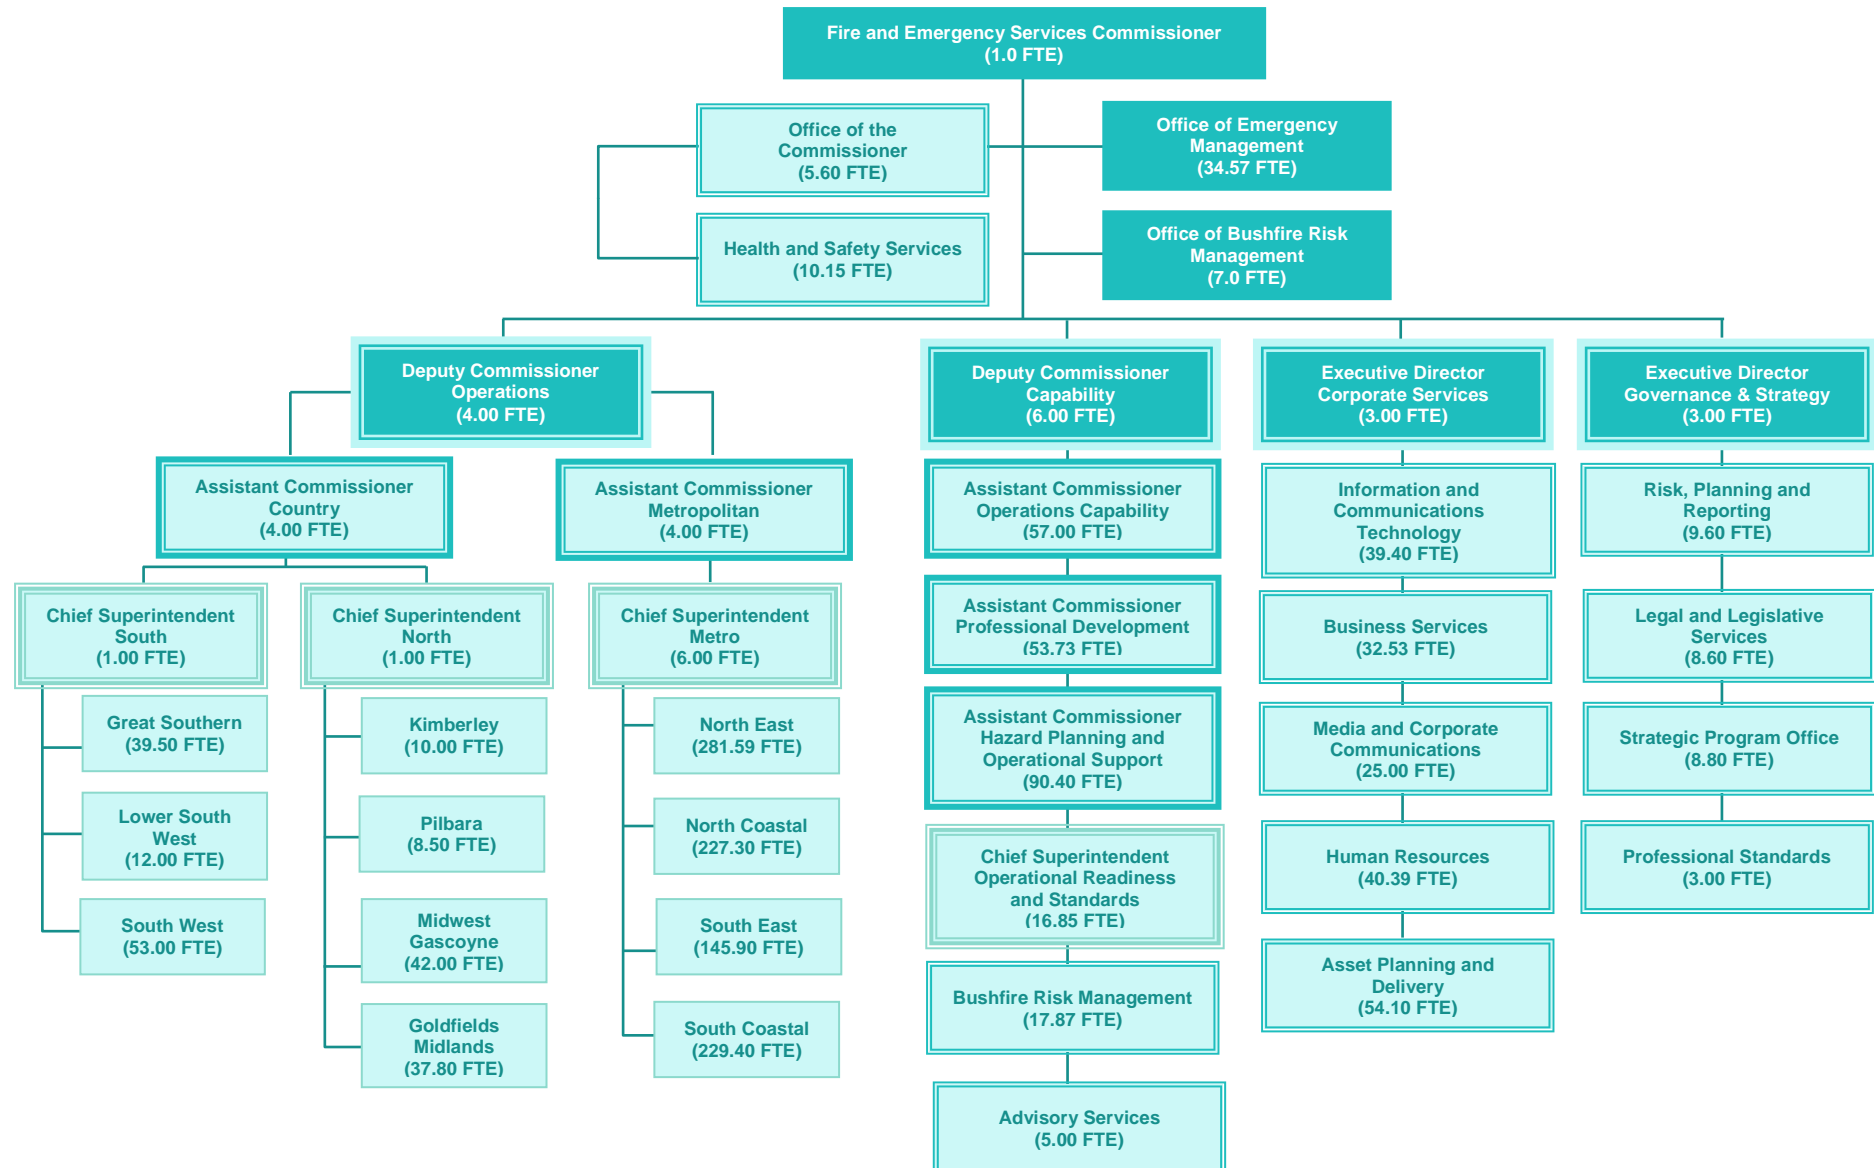 Fire and Emergency Services Commissioner
(1.0 FTE)
Office of the
Commissioner
(5.60 FTE)
Office of Emergency
Management
(34.57 FTE)
Health and Safety Services
(10.15 FTE)
Office of Bushfire Risk
Management
(7.0 FTE)
Deputy Commissioner
Operations
(4.00 FTE)
Deputy Commissioner
Capability
(6.00 FTE)
Executive Director
Corporate Services
(3.00 FTE)
Executive Director
Governance & Strategy
(3.00 FTE)
Assistant Commissioner
Country
(4.00 FTE)
Assistant Commissioner
Metropolitan
(4.00 FTE)
Chief Superintendent
South
(1.00 FTE)
Great Southern
(39.50 FTE)
Lower South
West
(12.00 FTE)
South West
(53.00 FTE)
Chief Superintendent
North
(1.00 FTE)
Kimberley
(10.00 FTE)
Pilbara
(8.50 FTE)
Midwest
Gascoyne
(42.00 FTE)
Goldfields
Midlands
(37.80 FTE)
Chief Superintendent
Metro
(6.00 FTE)
North East
(281.59 FTE)
North Coastal
(227.30 FTE)
South East
(145.90 FTE)
South Coastal
(229.40 FTE)
Assistant Commissioner
Operations Capability
(57.00 FTE)
Assistant Commissioner
Professional Development
(53.73 FTE)
Assistant Commissioner
Hazard Planning and
Operational Support
(90.40 FTE)
Chief Superintendent
Operational Readiness
and Standards
(16.85 FTE)
Bushfire Risk Management
(17.87 FTE)
Advisory Services
(5.00 FTE)
Information and
Communications
Technology
(39.40 FTE)
Business Services
(32.53 FTE)
Media and Corporate
Communications
(25.00 FTE)
Human Resources
(40.39 FTE)
Asset Planning and
Delivery
(54.10 FTE)
Risk, Planning and
Reporting
(9.60 FTE)
Legal and Legislative
Services
(8.60 FTE)
Strategic Program Office
(8.80 FTE)
Professional Standards
(3.00 FTE)